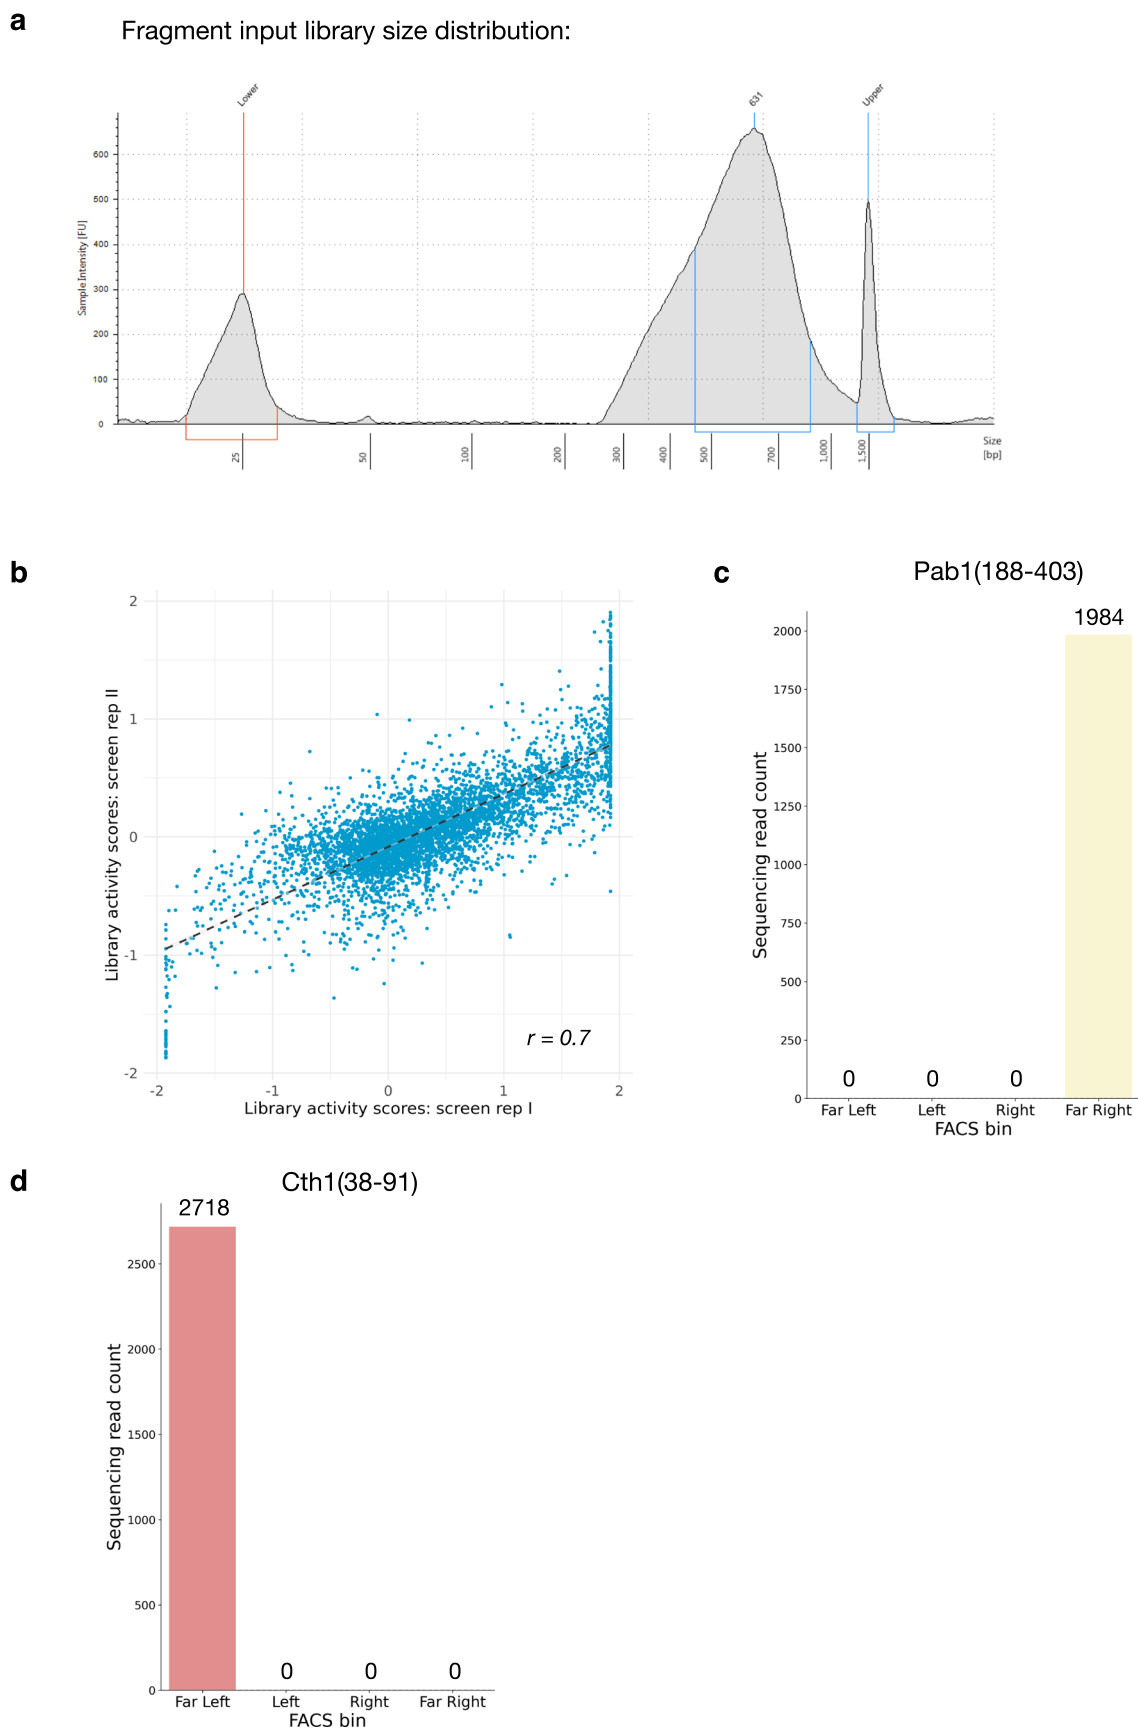 a
Fragment input library size distribution:
Lower
631
Upper
Sample Intensity [FU]
600
500
400
300
200
100
0
25
50
100
200
300
400
500
700
1,000
1,500
Size
[bp]
b
Library activity scores: screen rep II
2
1
0
-1
-2
r = 0.7
-2
-1
0
1
2
Library activity scores: screen rep I
c
Pab1(188-403)
1984
Sequencing read count
2000
1750
1500
1250
1000
750
500
250
0
0
0
0
Far Left
Left
Right
Far Right
FACS bin
d
Cth1(38-91)
2718
Sequencing read count
2500
2000
1500
1000
500
0
0
0
0
Far Left
Left
Right
Far Right
FACS bin